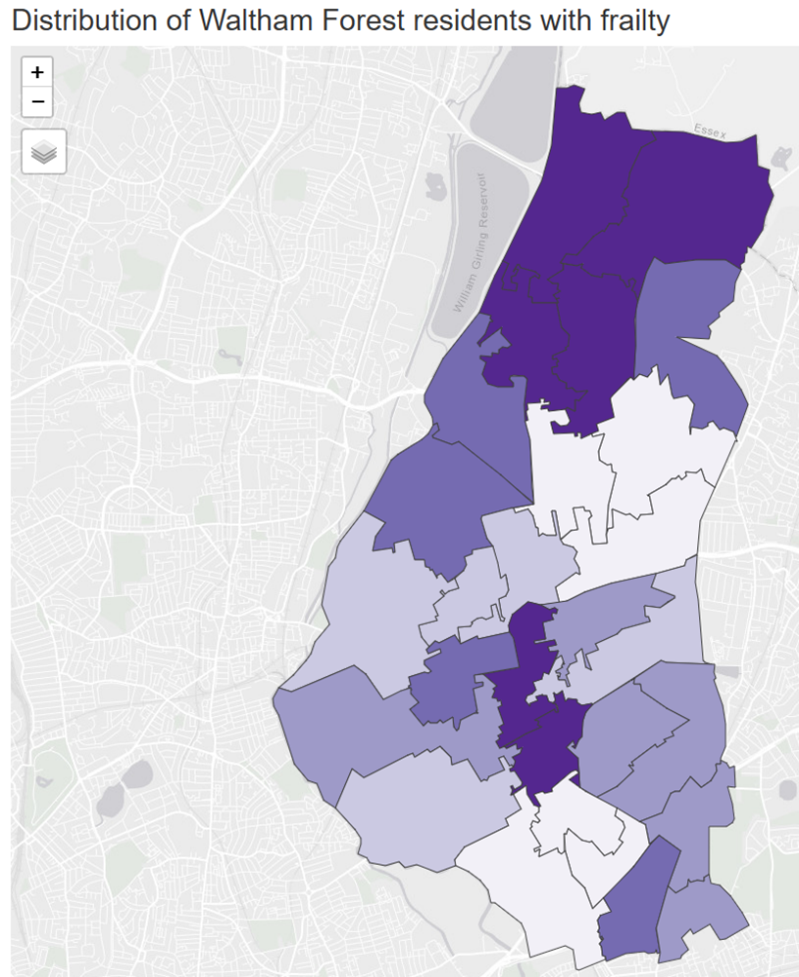 Distribution of Waltham Forest residents with frailty
+
−
Essex
William Girling Reservoir